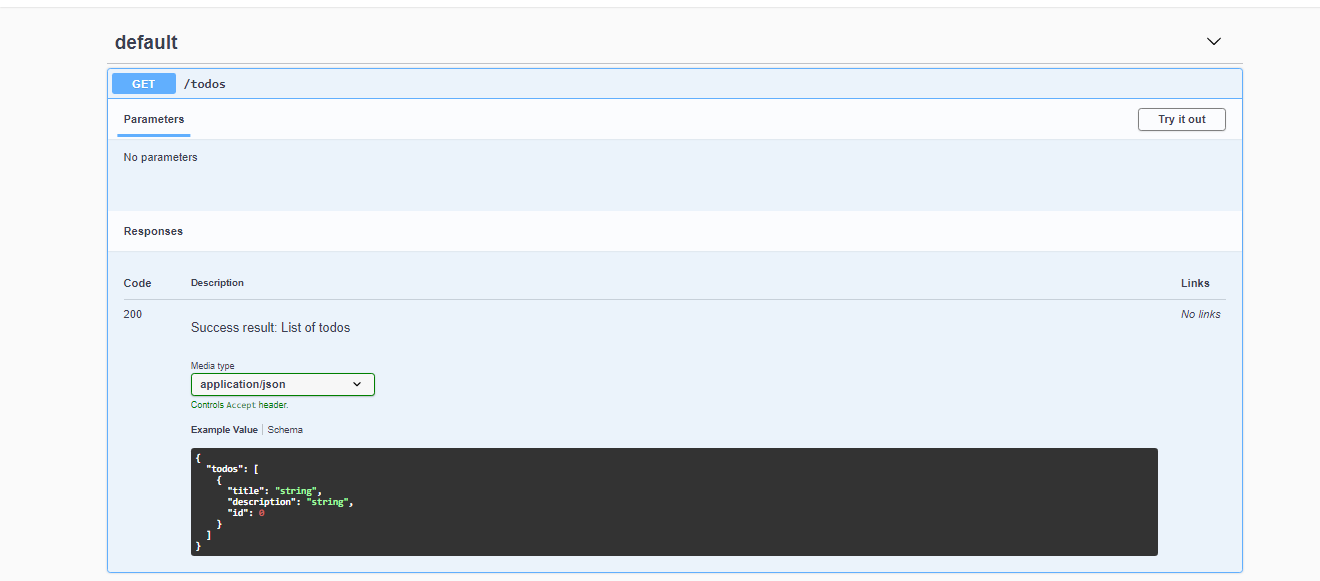 default
GET /todos
Parameters Try it out
No parameters
Responses
Code Description Links
200 Success result: List of todos No links
Media type
application/json
Controls Accept header.
Example Value Schema
{
  "todos": [
    {
      "title": "string",
      "description": "string",
      "id": 0
    }
  ]
}